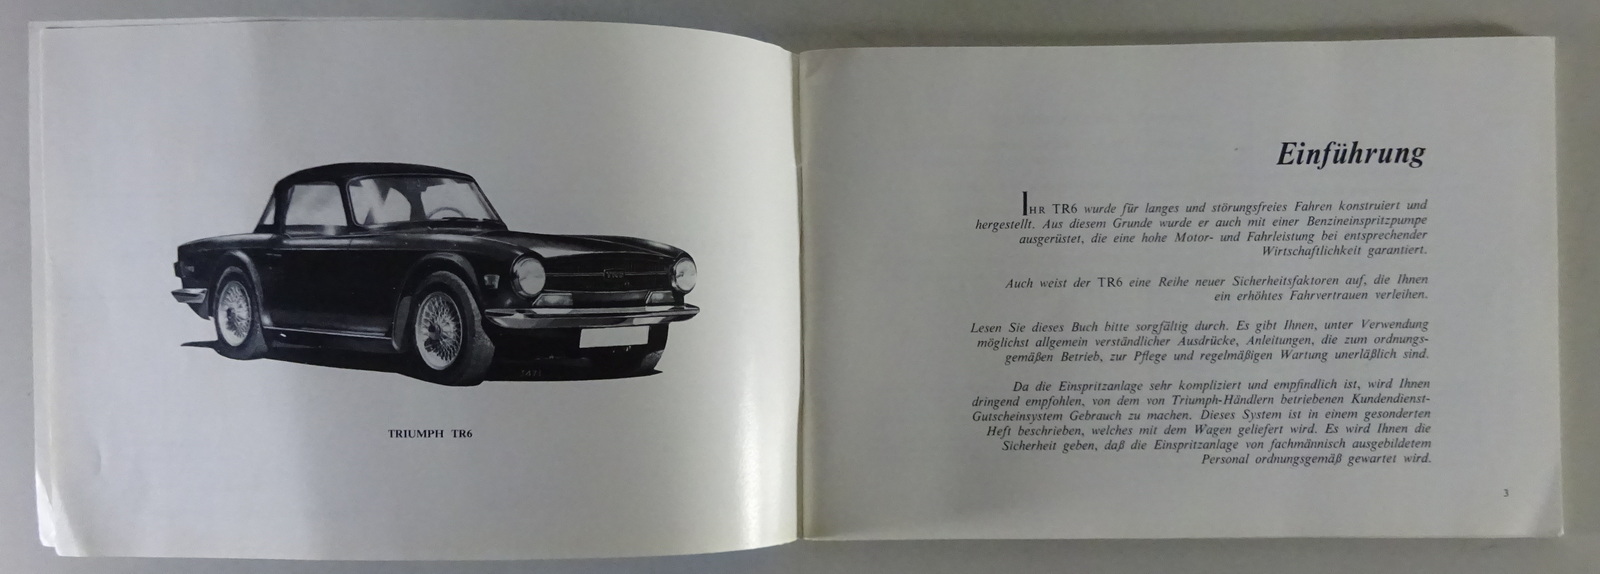 TRIUMPH TR6
Einführung
IHR TR6 wurde für langes und störungsfreies Fahren konstruiert und
hergestellt. Aus diesem Grunde wurde er auch mit einer Benzineinspritzpumpe
ausgerüstet, die eine hohe Motor- und Fahrleistung bei entsprechender
Wirtschaftlichkeit garantiert.
Auch weist der TR6 eine Reihe neuer Sicherheitsfaktoren auf, die Ihnen
ein erhöhtes Fahrvertrauen verleihen.
Lesen Sie dieses Buch bitte sorgfältig durch. Es gibt Ihnen, unter Verwendung
möglichst allgemein verständlicher Ausdrücke, Anleitungen, die zum ordnungs-
gemäßen Betrieb, zur Pflege und regelmäßigen Wartung unerläßlich sind.
Da die Einspritzanlage sehr kompliziert und empfindlich ist, wird Ihnen
dringend empfohlen, von dem von Triumph-Händlern betriebenen Kundendienst-
Gutscheinsystem Gebrauch zu machen. Dieses System ist in einem gesonderten
Heft beschrieben, welches mit dem Wagen geliefert wird. Es wird Ihnen die
Sicherheit geben, daß die Einspritzanlage von fachmännisch ausgebildetem
Personal ordnungsgemäß gewartet wird.
3